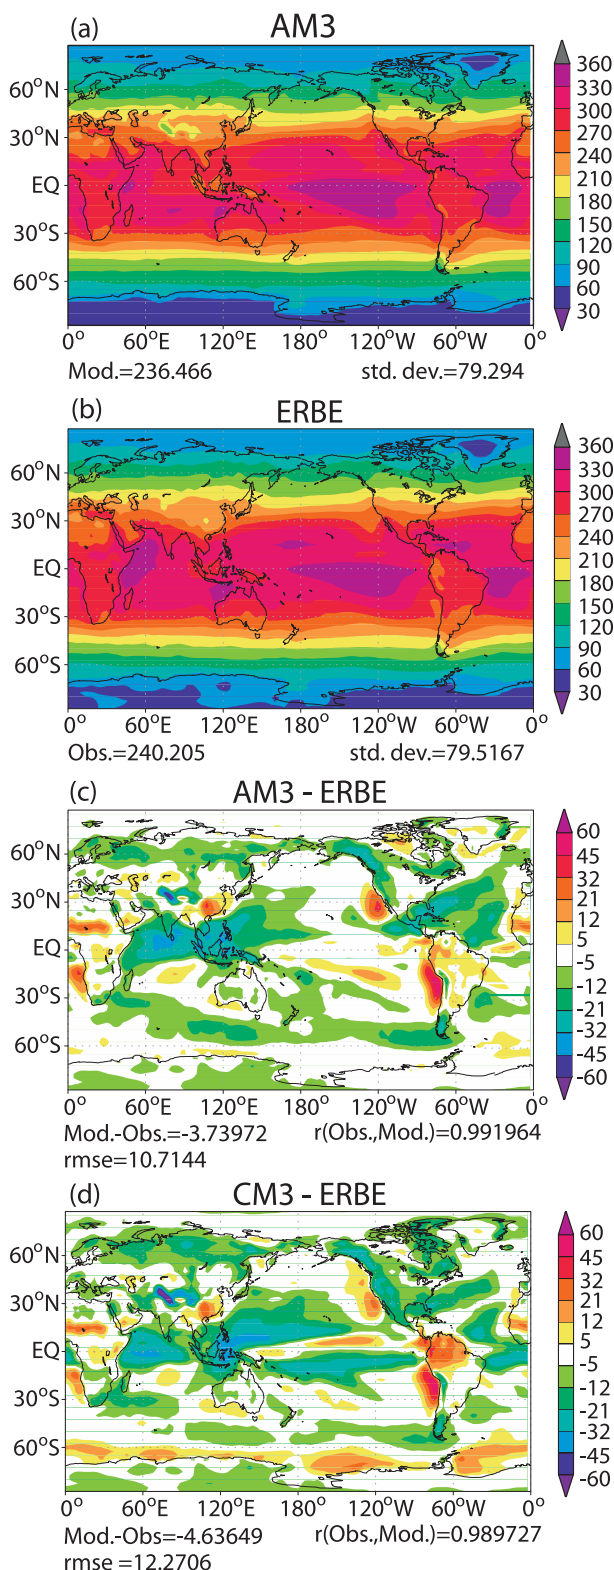 (a) AM3
60°N
30°N
EQ
30°S
60°S
0° 60°E 120°E 180° 120°W 60°W 0°
360
330
300
270
240
210
180
150
120
90
60
30
Mod.=236.466 std. dev.=79.294
(b) ERBE
60°N
30°N
EQ
30°S
60°S
0° 60°E 120°E 180° 120°W 60°W 0°
360
330
300
270
240
210
180
150
120
90
60
30
Obs.=240.205 std. dev.=79.5167
(c) AM3 - ERBE
60°N
30°N
EQ
30°S
60°S
0° 60°E 120°E 180° 120°W 60°W 0°
60
45
32
21
12
5
-5
-12
-21
-32
-45
-60
Mod.-Obs.=-3.73972 r(Obs.,Mod.)=0.991964
rmse=10.7144
(d) CM3 - ERBE
60°N
30°N
EQ
30°S
60°S
0° 60°E 120°E 180° 120°W 60°W 0°
60
45
32
21
12
5
-5
-12
-21
-32
-45
-60
Mod.-Obs=-4.63649 r(Obs.,Mod.)=0.989727
rmse =12.2706